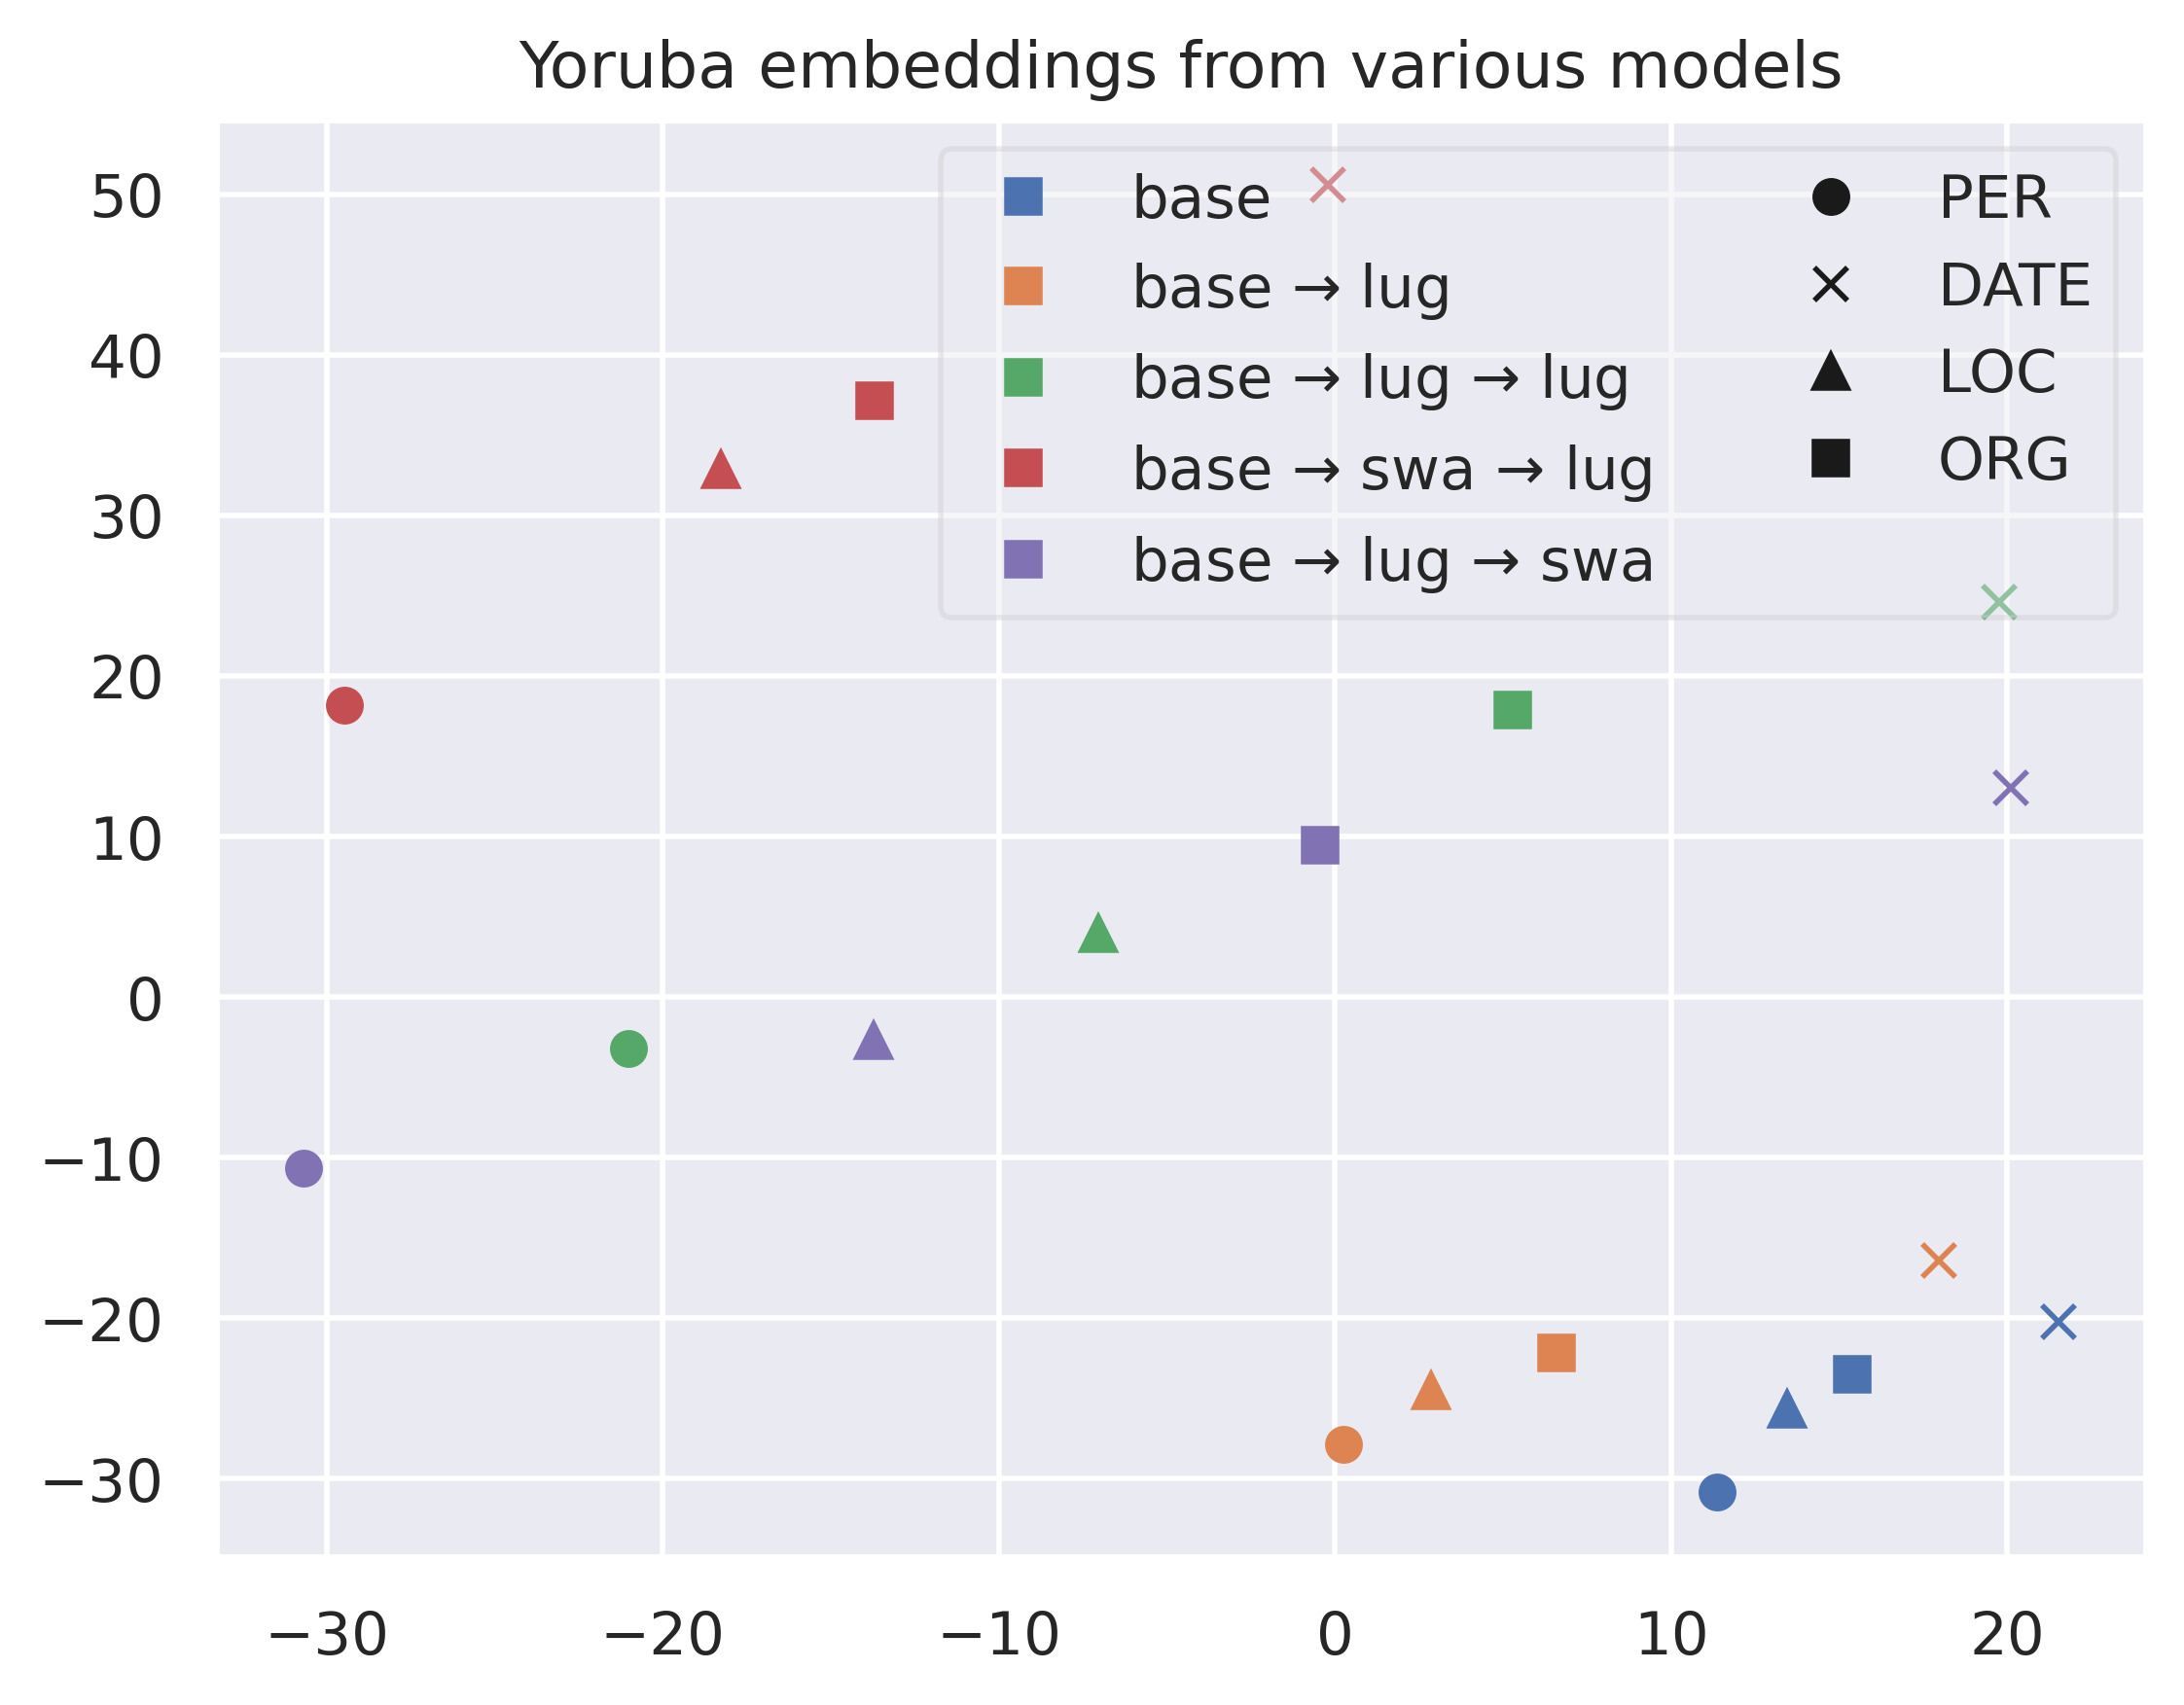 Yoruba embeddings from various models
50
40
30
20
10
0
−10
−20
−30
base
base → lug
base → lug → lug
base → swa → lug
base → lug → swa
PER
DATE
LOC
ORG
−30 −20 −10 0 10 20